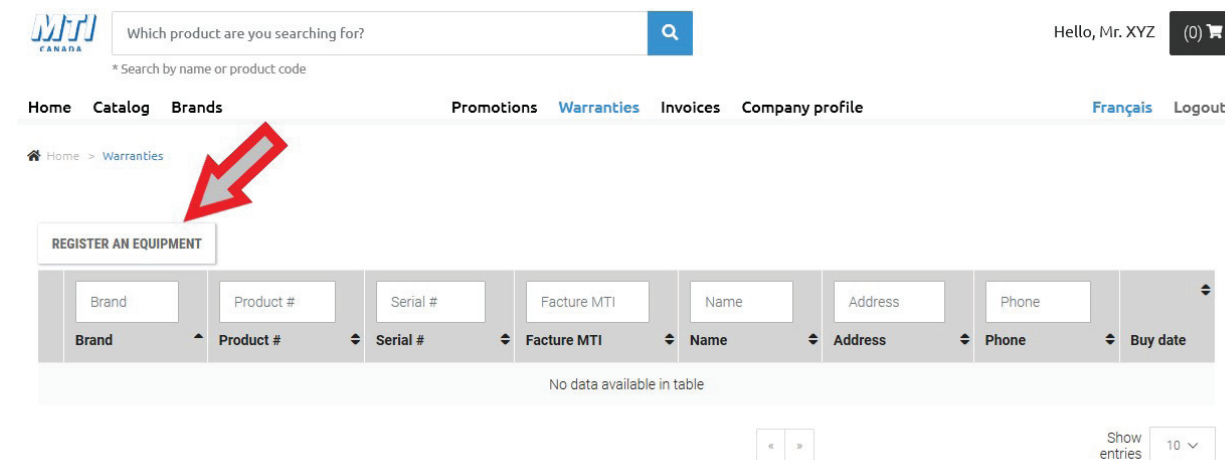 MTI
CANADA
Which product are you searching for?
Hello, Mr. XYZ
(0)
* Search by name or product code
Home Catalog Brands Promotions Warranties Invoices Company profile Français Logout
Home > Warranties
REGISTER AN EQUIPMENT
Brand Product # Serial # Facture MTI Name Address Phone
Brand Product # Serial # Facture MTI Name Address Phone Buy date
No data available in table
« »
Show
entries
10